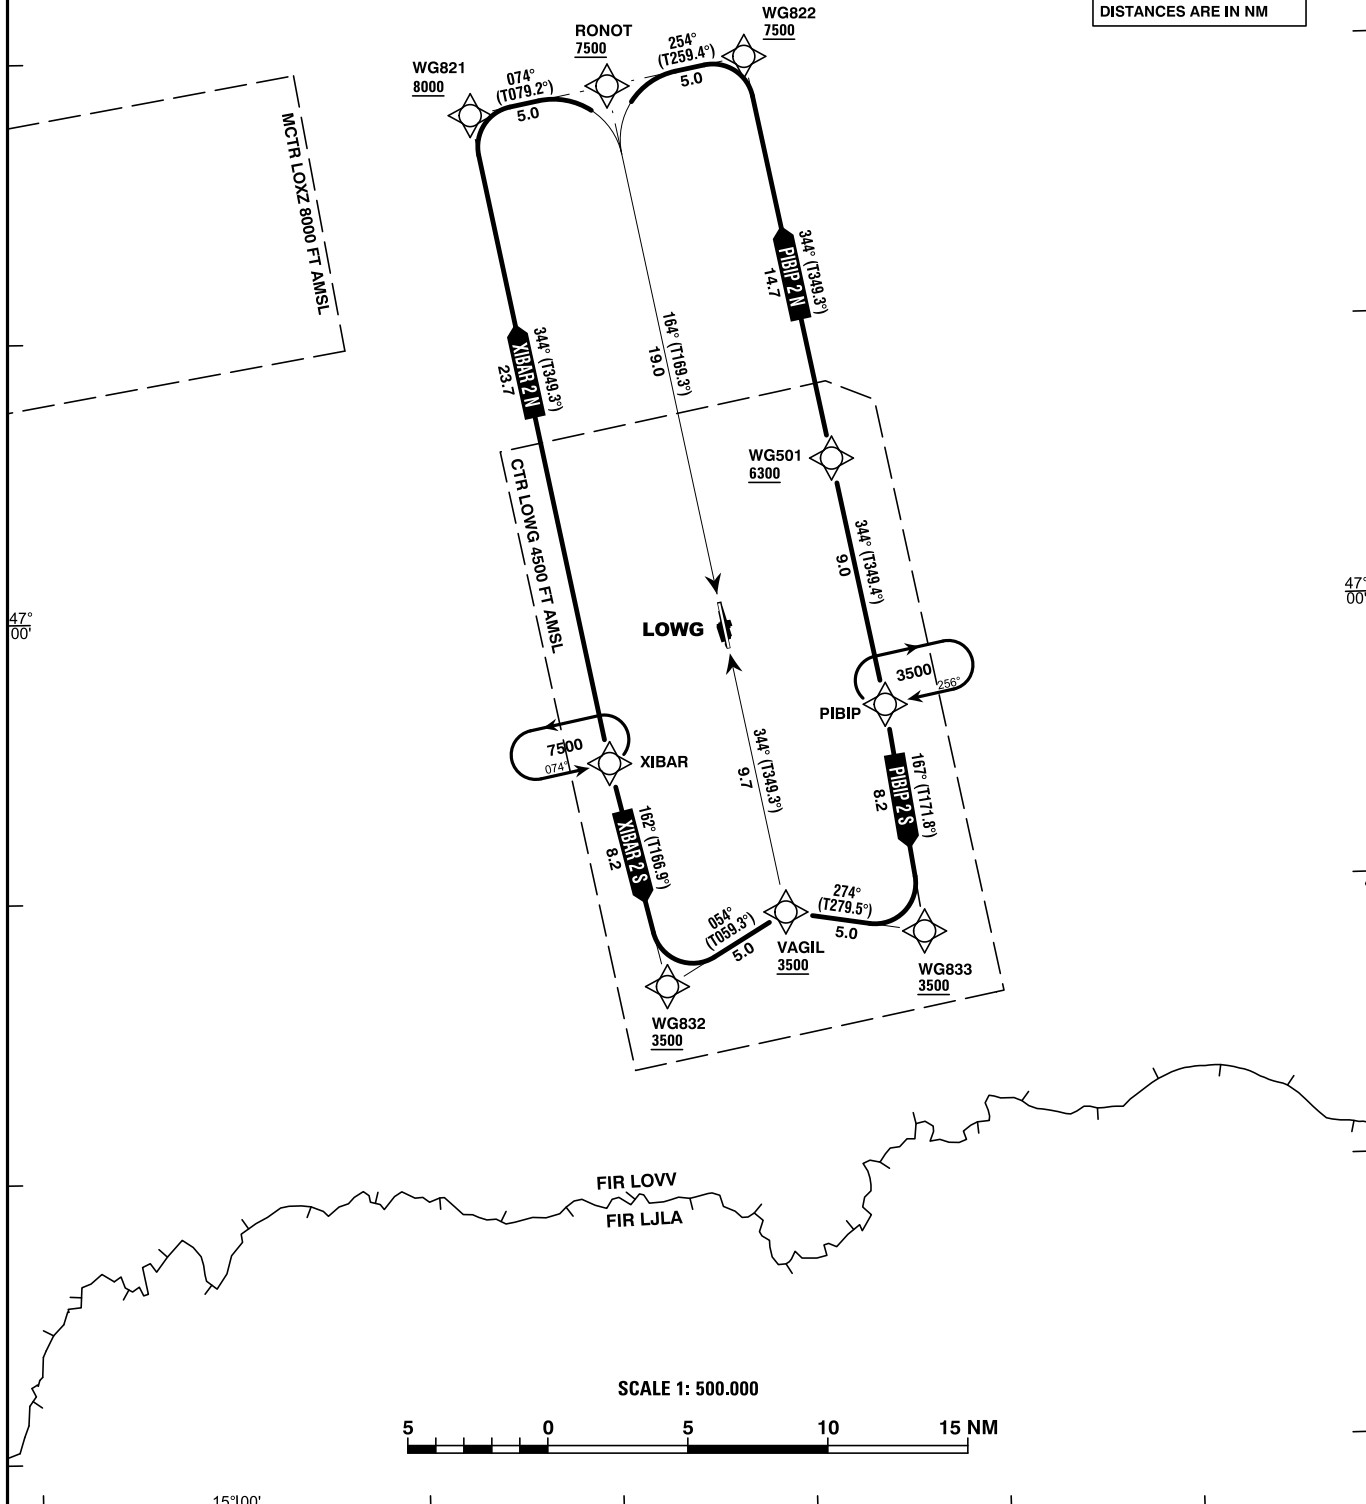 DISTANCES ARE IN NM
WG822
7500
RONOT
7500
254°
(T259.4°)
5.0
WG821
8000
074°
(T079.2°)
5.0
MCTR LOXZ 8000 FT AMSL
344° (T349.3°)
PIBIP 2 N
14.7
164° (T169.3°)
19.0
344° (T349.3°)
XIBAR 2 N
23.7
WG501
6300
CTR LOWG 4500 FT AMSL
344° (T349.4°)
9.0
47°
00'
47°
00'
LOWG
3500
256°
PIBIP
7500
074°
XIBAR
344° (T349.3°)
9.7
167° (T171.8°)
PIBIP 2 S
8.2
162° (T166.9°)
XIBAR 2 S
8.2
054°
(T059.3°)
5.0
274°
(T279.5°)
5.0
VAGIL
3500
WG833
3500
WG832
3500
FIR LOVV
FIR LJLA
SCALE 1: 500.000
5 0 5 10 15 NM
15°00'